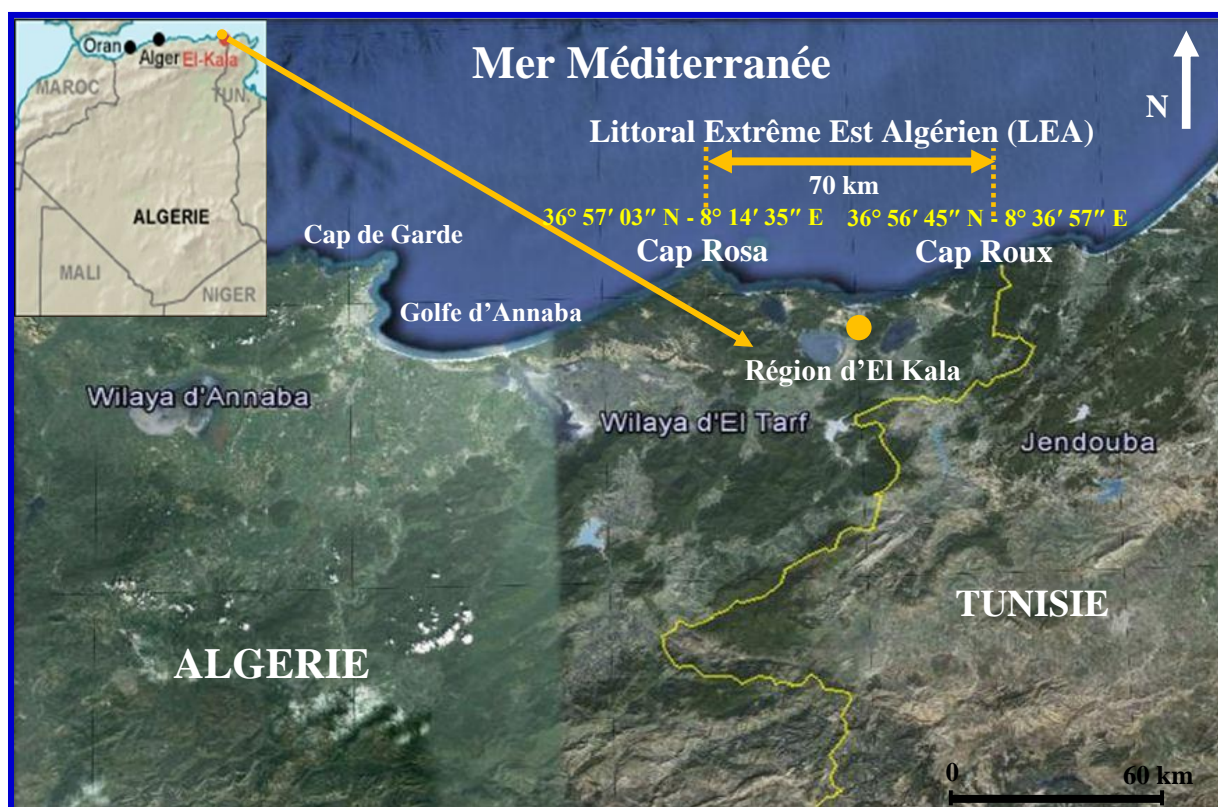 Oran
Alger El-Kala
MAROC
TUN.
ALGERIE
MALI
NIGER
Mer Méditerranée
N
Littoral Extrême Est Algérien (LEA)
70 km
36° 57′ 03″ N - 8° 14′ 35″ E 36° 56′ 45″ N - 8° 36′ 57″ E
Cap de Garde
Cap Rosa
Cap Roux
Golfe d’Annaba
Région d’El Kala
Wilaya d'Annaba
Wilaya d'El Tarf
Jendouba
TUNISIE
ALGERIE
0 60 km